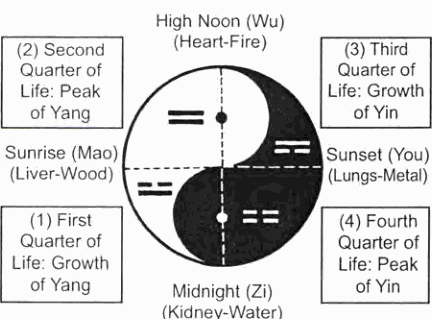 High Noon (Wu)
(Heart-Fire)
(2) Second
Quarter of
Life: Peak
of Yang
(3) Third
Quarter of
Life: Growth
of Yin
Sunrise (Mao)
(Liver-Wood)
Sunset (You)
(Lungs-Metal)
(1) First
Quarter of
Life: Growth
of Yang
(4) Fourth
Quarter of
Life: Peak
of Yin
Midnight (Zi)
(Kidney-Water)